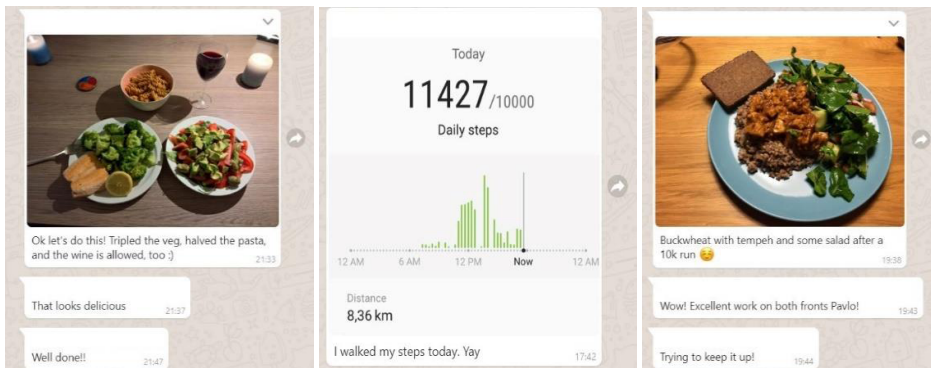 Ok let's do this! Tripled the veg, halved the pasta,
and the wine is allowed, too :)
21:33
That looks delicious
21:37
Well done!!
21:47
Today
11427/10000
Daily steps
12 AM 6 AM 12 PM Now 12 AM
Distance
8,36 km
I walked my steps today. Yay
17:42
Buckwheat with tempeh and some salad after a
10k run ☺️
19:38
Wow! Excellent work on both fronts Pavlo!
19:43
Trying to keep it up!
19:44